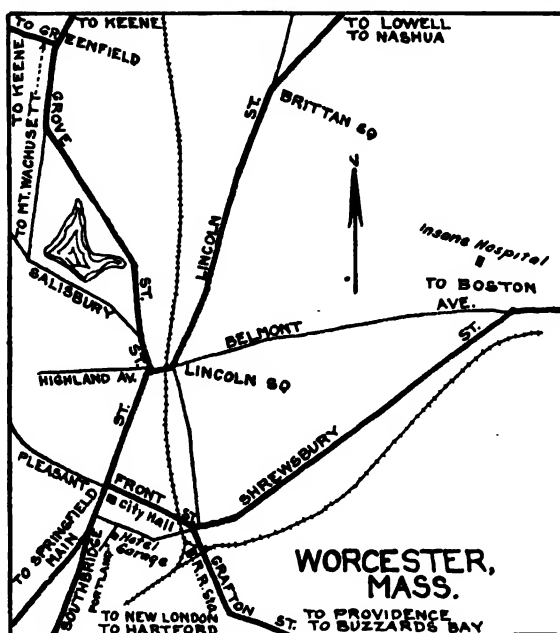 TO KEENE
TO GREENFIELD
TO LOWELL
TO NASHUA
TO KEENE
TO MT. WACHUSETT
GROVE
ST.
ST.
LINCOLN
BRITTAN SQ
Insane Hospital
TO BOSTON
AVE.
SALISBURY
ST.
BELMONT
ST.
HIGHLAND AV.
LINCOLN SQ
ST.
PLEASANT
FRONT
ST.
SHREWSBURY
City Hall
TO SPRINGFIELD
MAIN
SOUTHBRIDGE
PORTLAND
Hotel
Garage
R.R. Sta.
GRAFTON
ST.
WORCESTER,
MASS.
TO NEW LONDON
TO HARTFORD
TO PROVIDENCE
TO BUZZARDS BAY